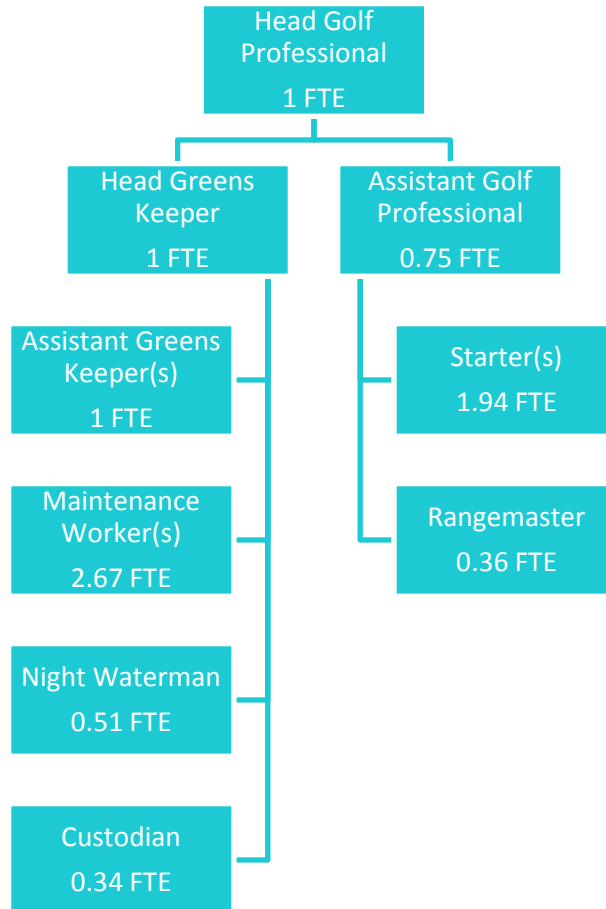 Head Golf
Professional
1 FTE
Head Greens
Keeper
1 FTE
Assistant Golf
Professional
0.75 FTE
Assistant Greens
Keeper(s)
1 FTE
Maintenance
Worker(s)
2.67 FTE
Night Waterman
0.51 FTE
Custodian
0.34 FTE
Starter(s)
1.94 FTE
Rangemaster
0.36 FTE